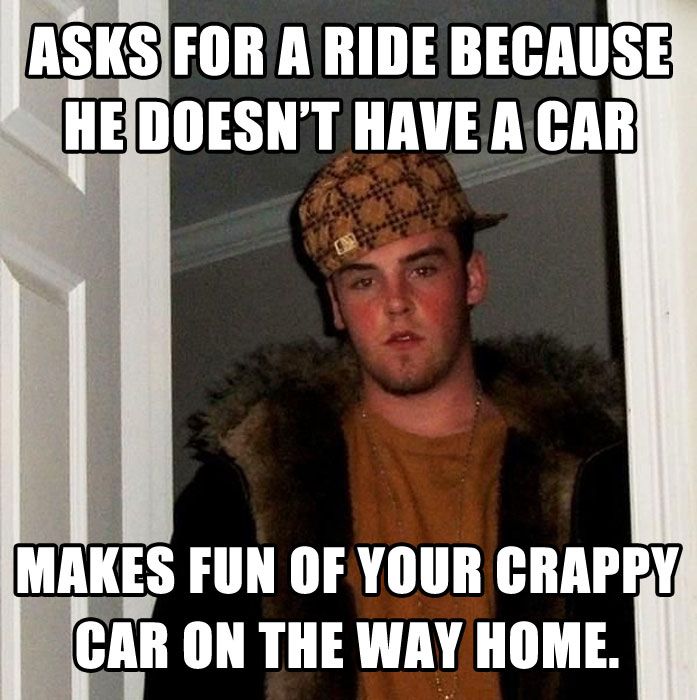 ASKS FOR A RIDE BECAUSE
HE DOESN'T HAVE A CAR
MAKES FUN OF YOUR CRAPPY
CAR ON THE WAY HOME.